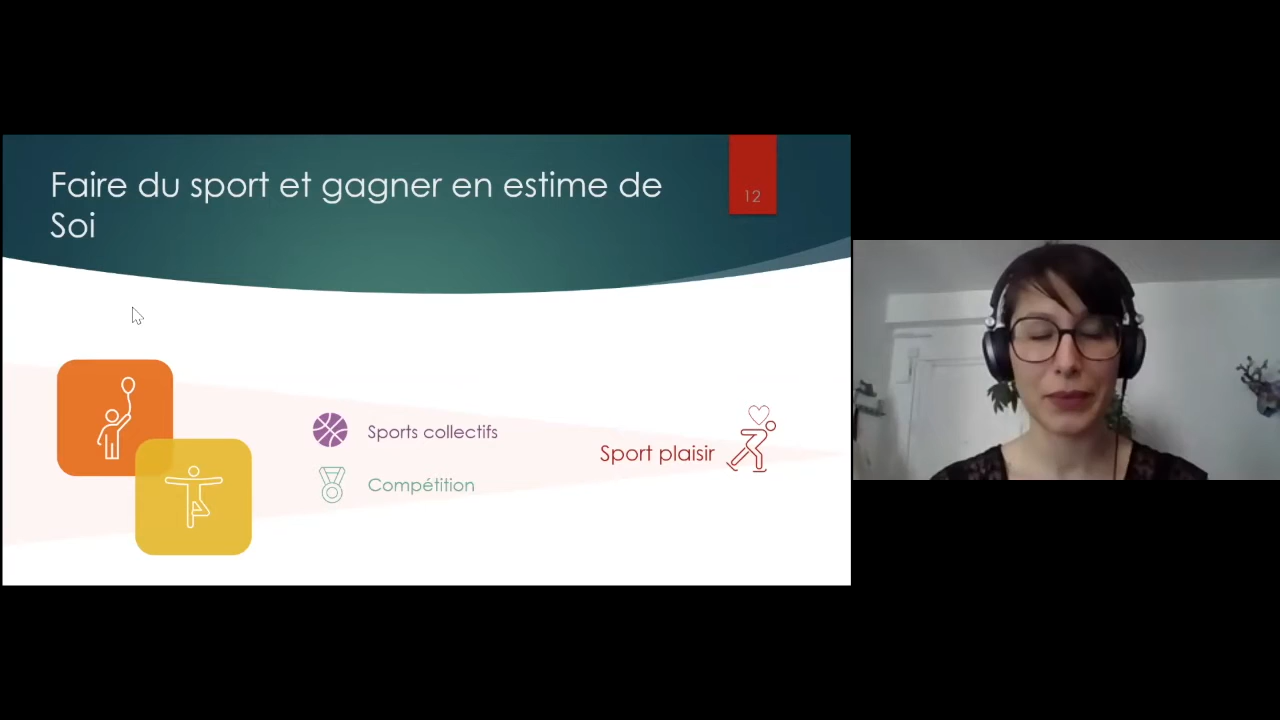 Faire du sport et gagner en estime de
Soi
12
Sports collectifs
Compétition
Sport plaisir